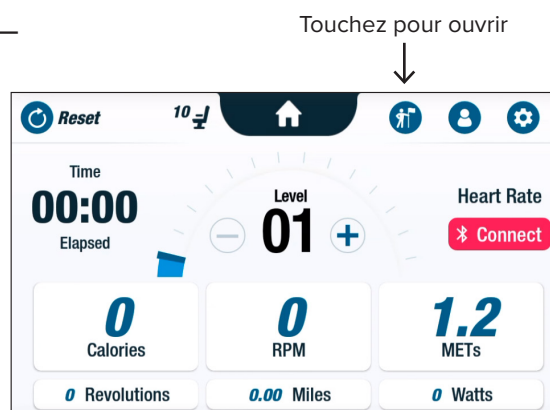 Touchez pour ouvrir
Reset
10
Time
00:00
Elapsed
Level
01
Heart Rate
Connect
0
Calories
0
RPM
1.2
METs
0 Revolutions
0.00 Miles
0 Watts